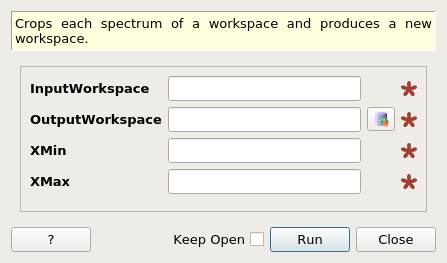 Crops each spectrum of a workspace and produces a new
workspace.
InputWorkspace
OutputWorkspace
XMin
XMax
? Keep Open Run Close